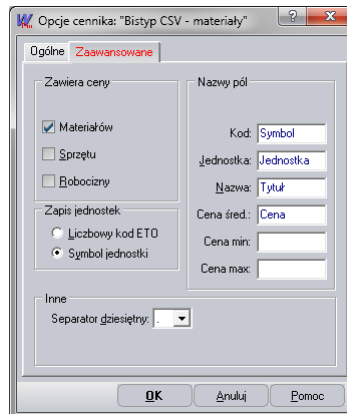 Opcje cennika: "Bistyp CSV - materiały"
Ogólne Zaawansowane
Zawiera ceny
Materiałów
Sprzętu
Robocizny
Zapis jednostek
Liczbowy kod ETO
Symbol jednostki
Nazwy pól
Kod: Symbol
Jednostka: Jednostka
Nazwa: Tytuł
Cena śred.: Cena
Cena min:
Cena max:
Inne
Separator dziesiętny: .
OK Anuluj Pomoc